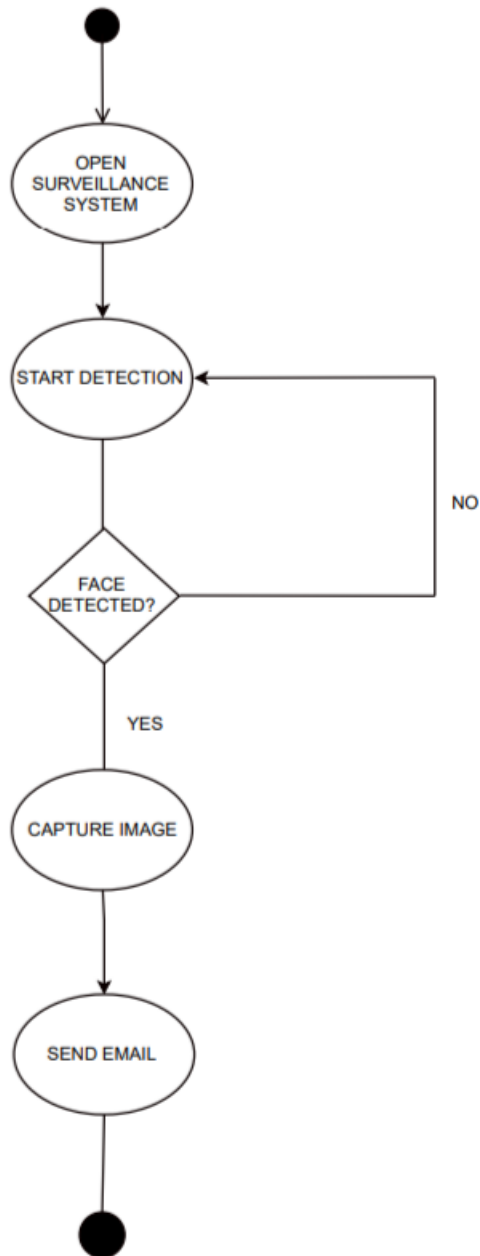 OPEN
SURVEILLANCE
SYSTEM
START DETECTION
NO
FACE
DETECTED?
YES
CAPTURE IMAGE
SEND EMAIL